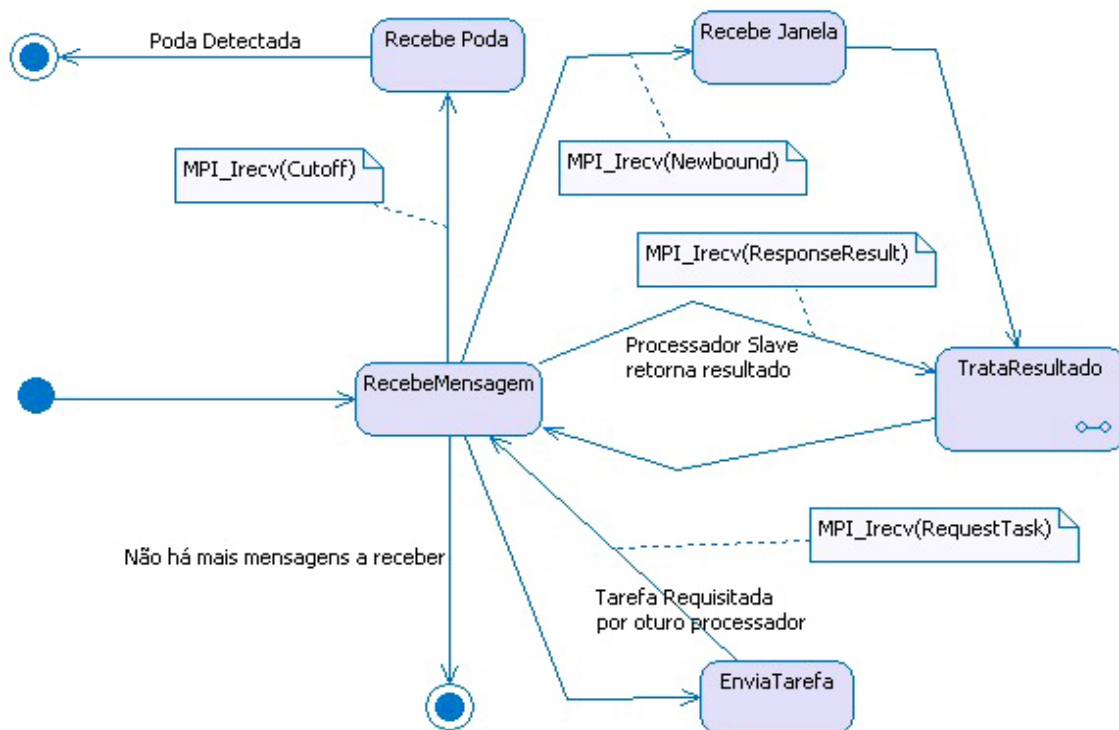 Poda Detectada
Recebe Poda
Recebe Janela
MPI_Irecv(Cutoff)
MPI_Irecv(Newbound)
MPI_Irecv(ResponseResult)
Processador Slave
retorna resultado
RecebeMensagem
TrataResultado
MPI_Irecv(RequestTask)
Não há mais mensagens a receber
Tarefa Requisitada
por oturo processador
EnviaTarefa